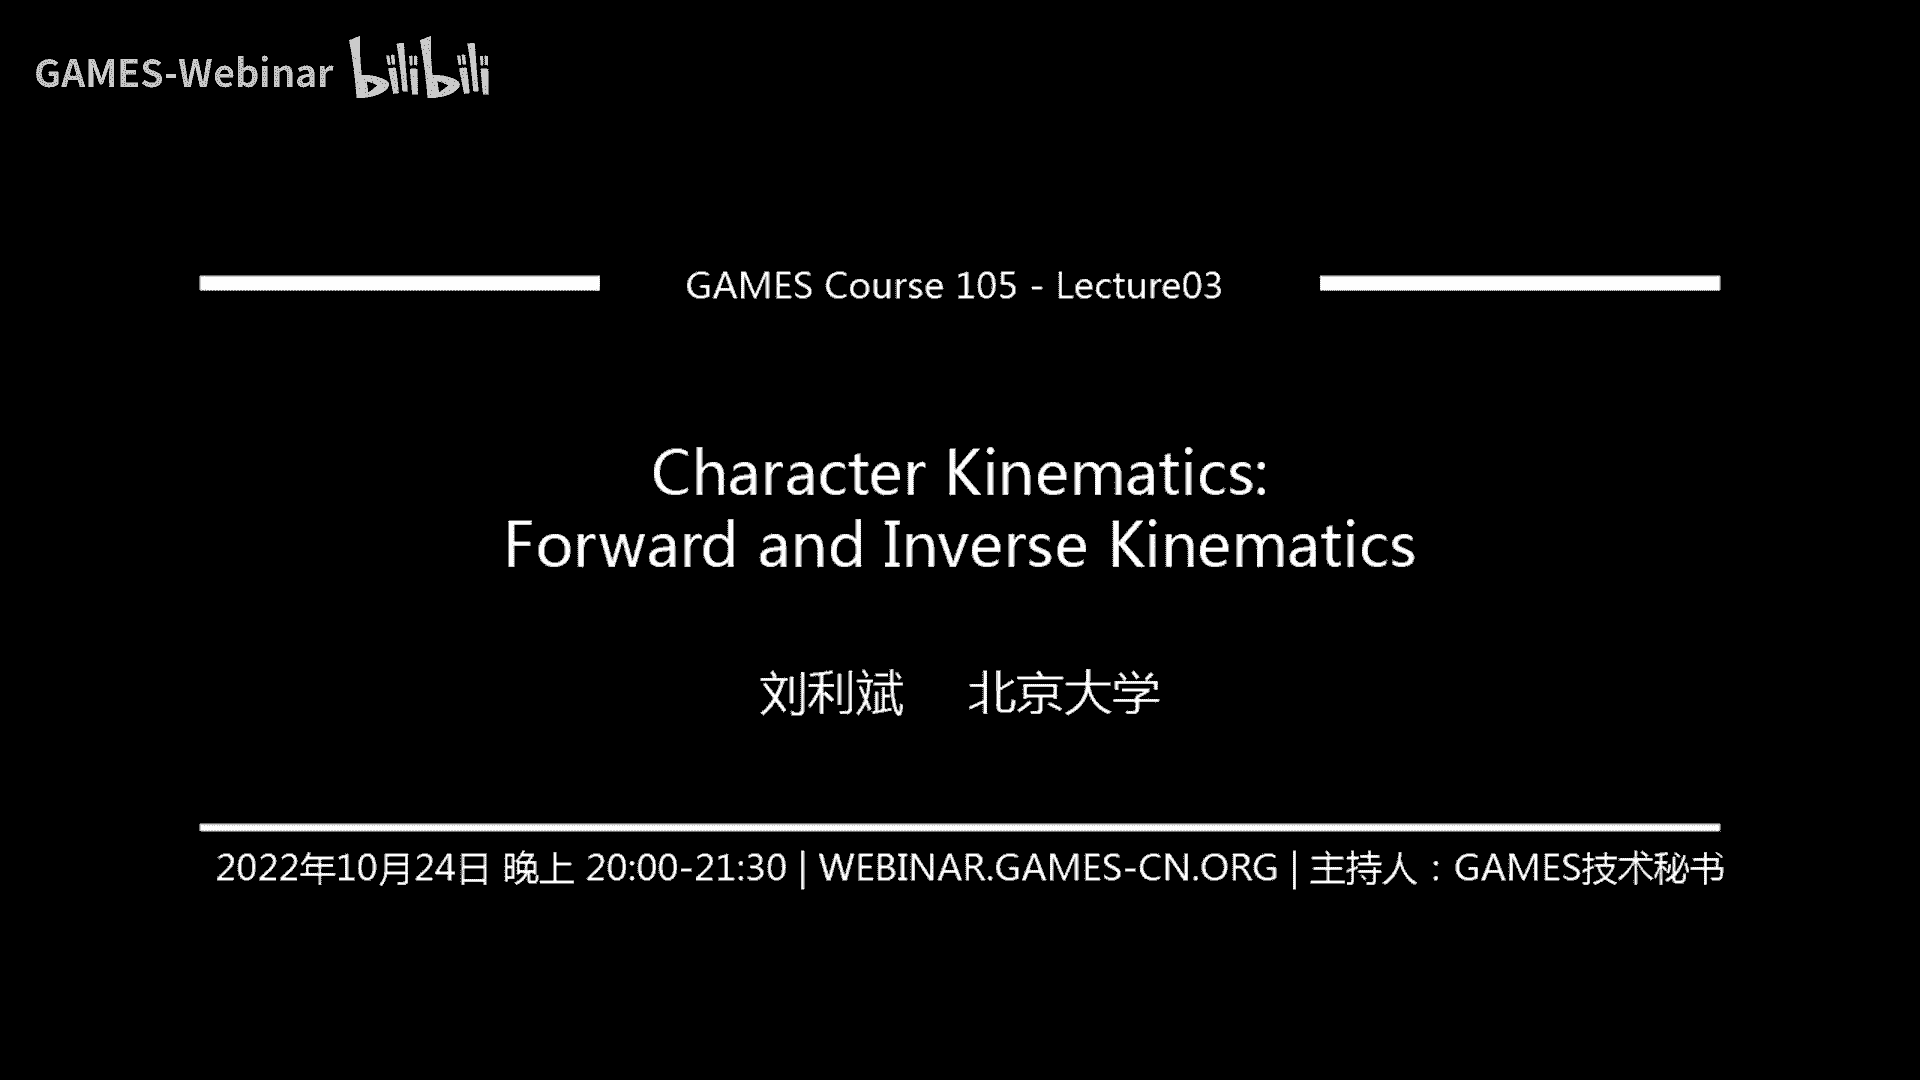 GAMES-Webinar bilibili
GAMES Course 105 - Lecture03
Character Kinematics:
Forward and Inverse Kinematics
刘利斌 北京大学
2022年10月24日 晚上 20:00-21:30 | WEBINAR.GAMES-CN.ORG | 主持人：GAMES技术秘书